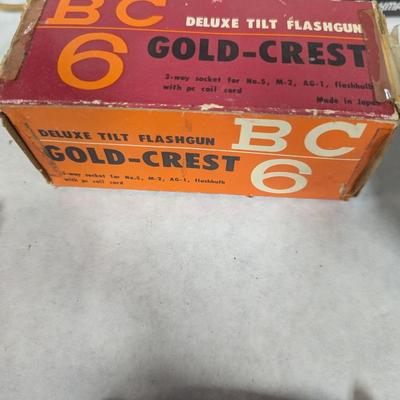 BC
6
DELUXE TILT FLASHGUN
GOLD-CREST
3-way socket for No.5, M-2, AG-1, flashbulb
with pc coil cord
Made in Japan
DELUXE TILT FLASHGUN
GOLD-CREST
3-way socket for No.5, M-2, AG-1, flashbulb
with pc coil cord
BC
6